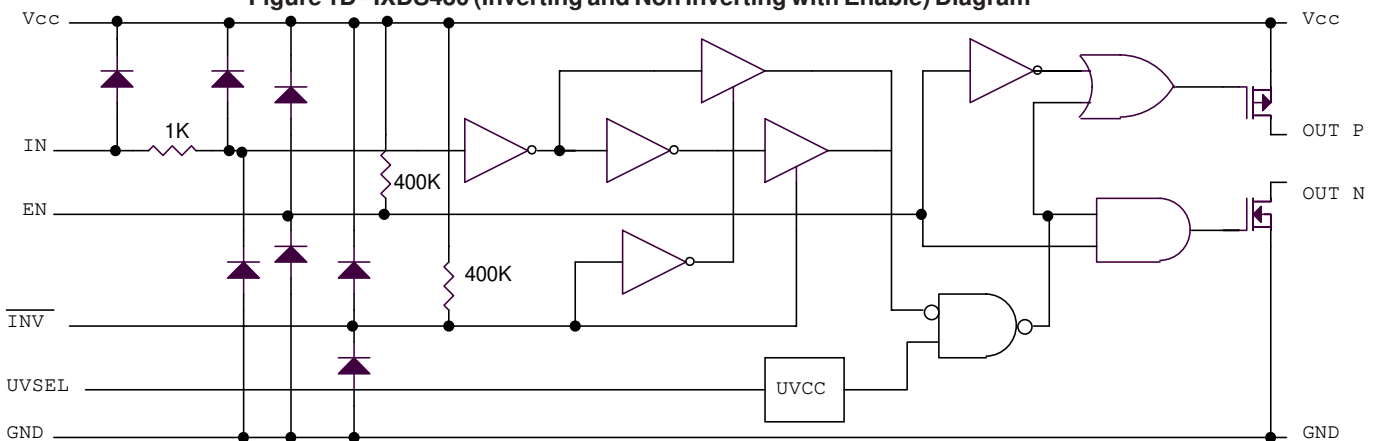 Vcc
Vcc
1K
IN
OUT P
400K
OUT N
EN
400K
INV
UVSEL
UVCC
GND
GND